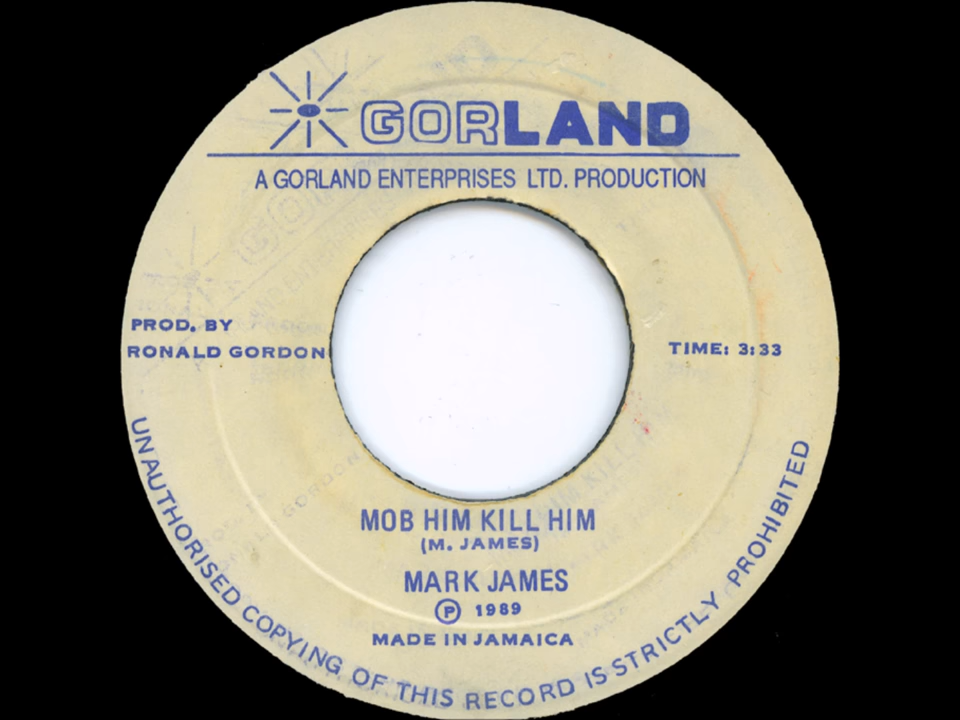 GORLAND
A GORLAND ENTERPRISES LTD. PRODUCTION
PROD. BY
RONALD GORDON
TIME: 3:33
MOB HIM KILL HIM
(M. JAMES)
MARK JAMES
Ⓟ 1989
MADE IN JAMAICA
UNAUTHORISED COPYING OF THIS RECORD IS STRICTLY PROHIBITED